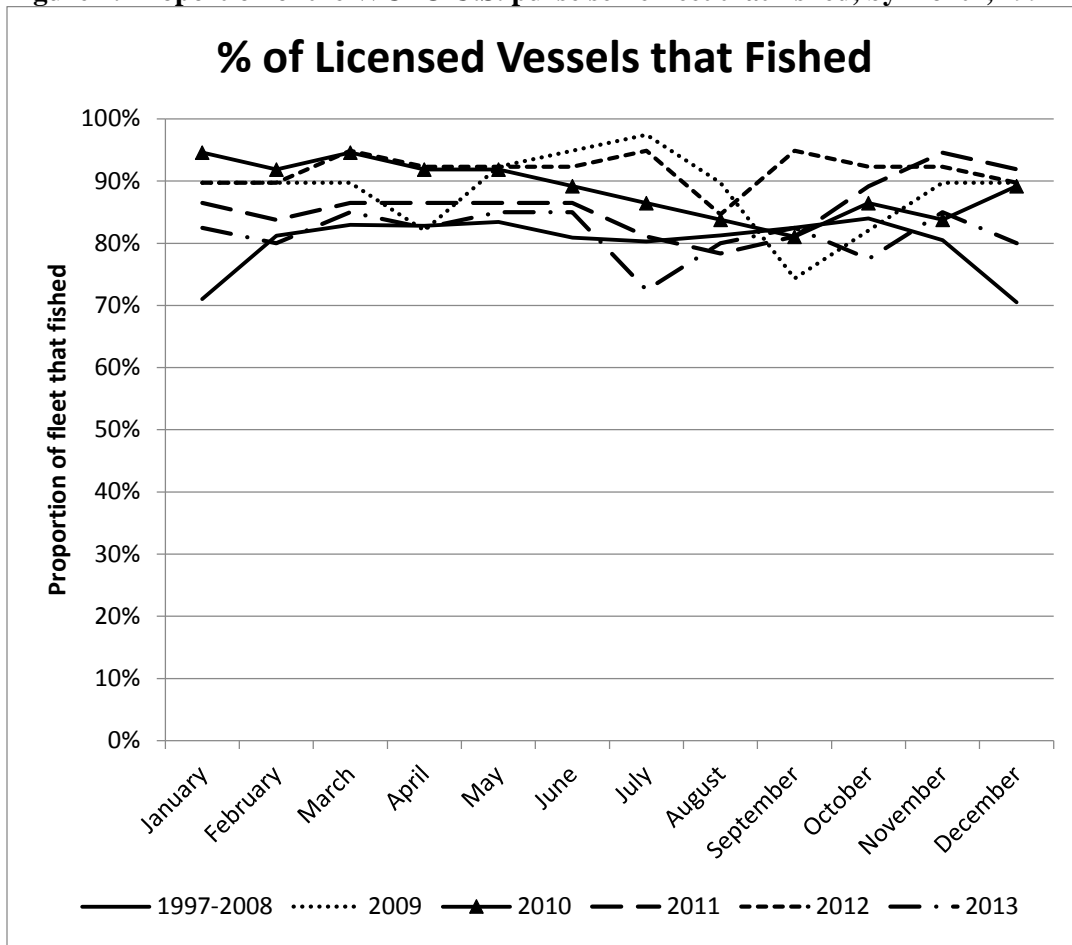 % of Licensed Vessels that Fished
Proportion of fleet that fished
100%
90%
80%
70%
60%
50%
40%
30%
20%
10%
0%
January
February
March
April
May
June
July
August
September
October
November
December
1997-2008
2009
2010
2011
2012
2013